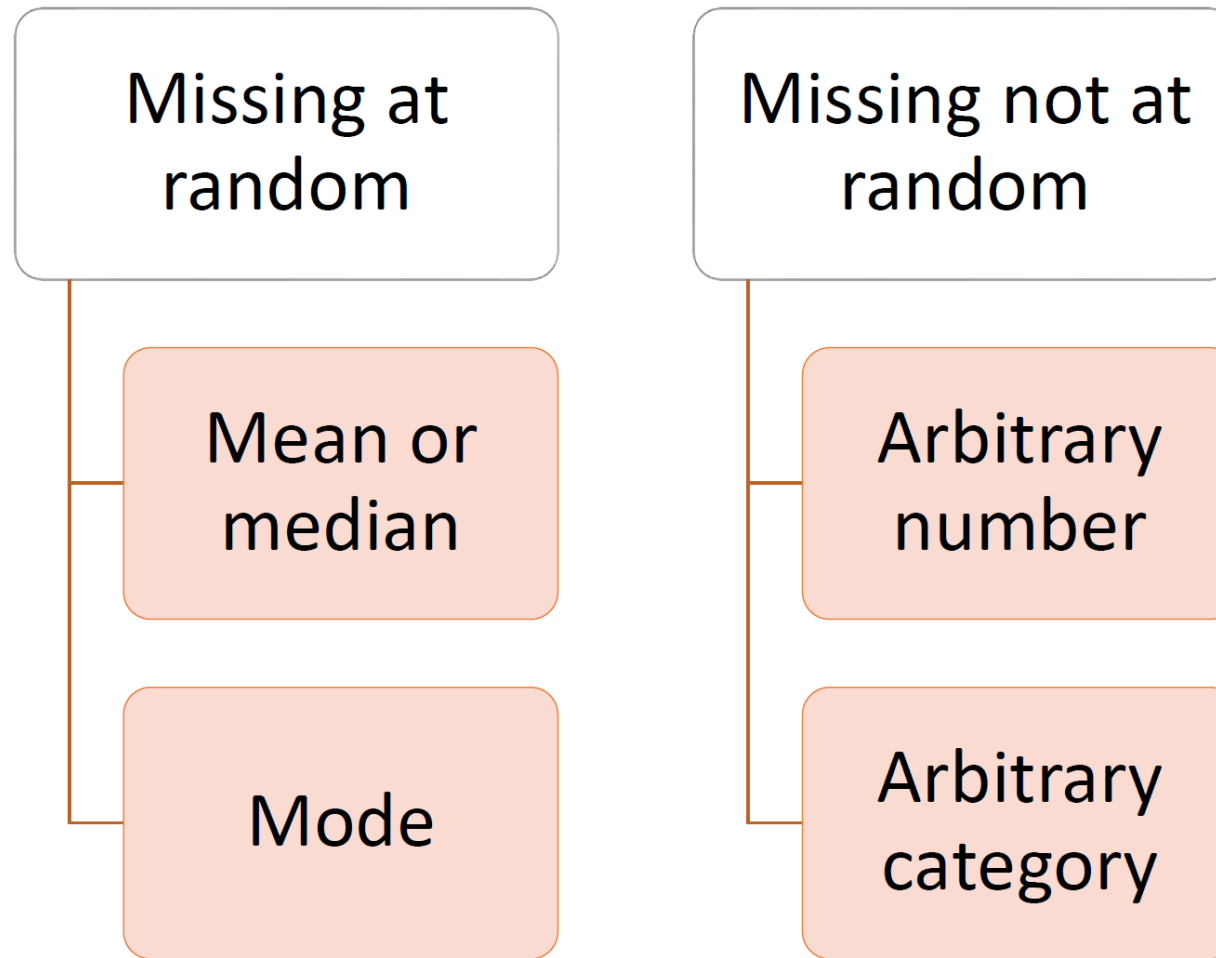 Missing at
random
Mean or
median
Mode
Missing not at
random
Arbitrary
number
Arbitrary
category